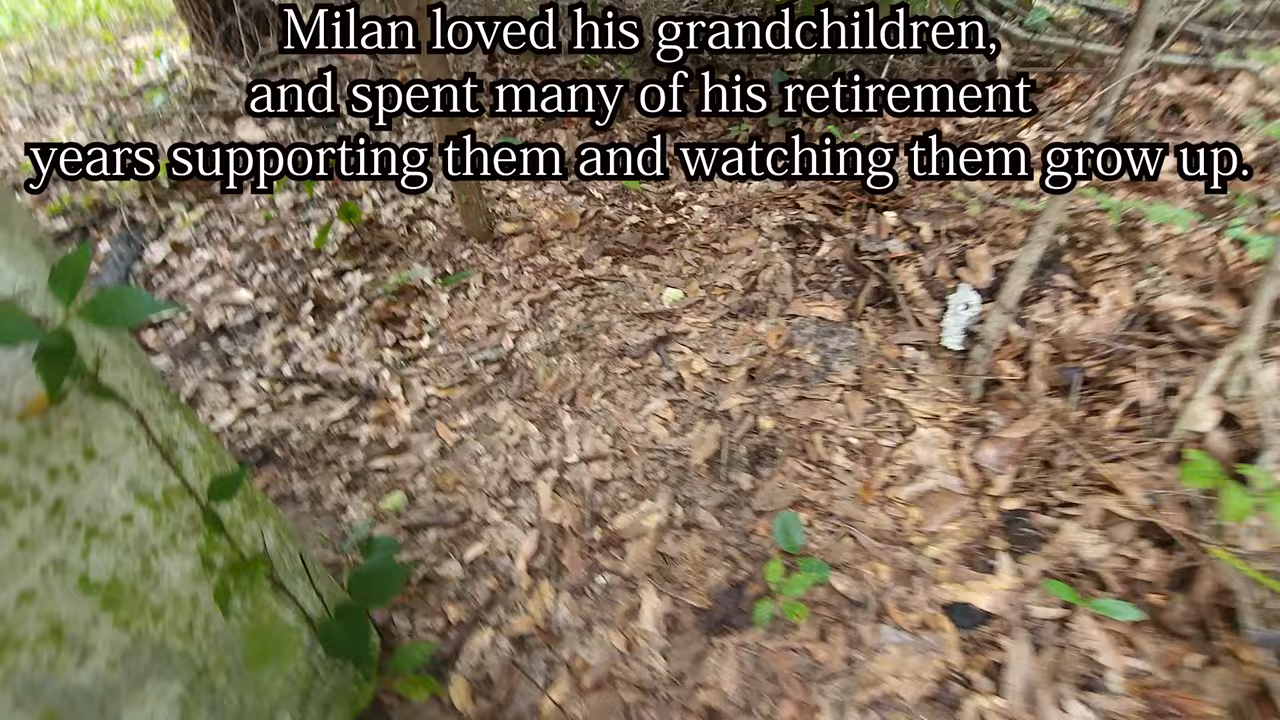 Milan loved his grandchildren,
and spent many of his retirement
years supporting them and watching them grow up.